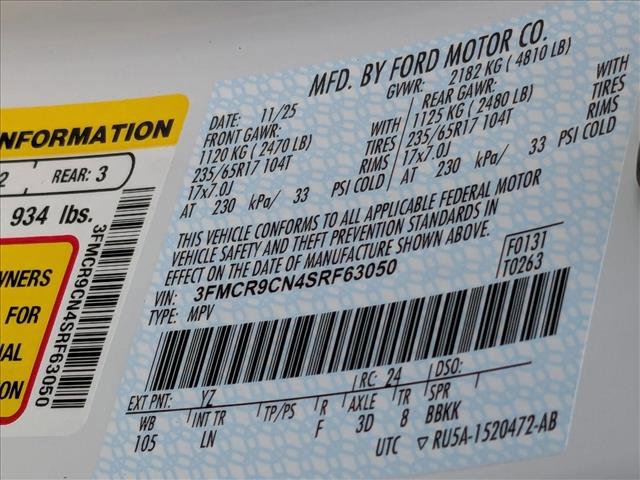 NFORMATION
2 REAR: 3
934 lbs.
WNERS
FOR
IAL
ION
3FMCR9CN4SRF63050
MFD. BY FORD MOTOR CO.
DATE: 11/25 GVWR: 2182 KG ( 4810 LB)
FRONT GAWR: REAR GAWR:
1120 KG ( 2470 LB) WITH 1125 KG ( 2480 LB) WITH
235/65R17 104T TIRES 235/65R17 104T TIRES
17x7.0J RIMS 17x7.0J RIMS
AT 230 kPa/ 33 PSI COLD AT 230 kPa/ 33 PSI COLD
THIS VEHICLE CONFORMS TO ALL APPLICABLE FEDERAL MOTOR
VEHICLE SAFETY AND THEFT PREVENTION STANDARDS IN
EFFECT ON THE DATE OF MANUFACTURE SHOWN ABOVE.
VIN: 3FMCR9CN4SRF63050 F0131
TYPE: MPV T0263
EXT PNT: YZ RC: 24 DSO:
WB INT TR TP/PS R AXLE TR SPR
105 LN F 3D 8 BBKK
UTC ▽RU5A-1520472-AB